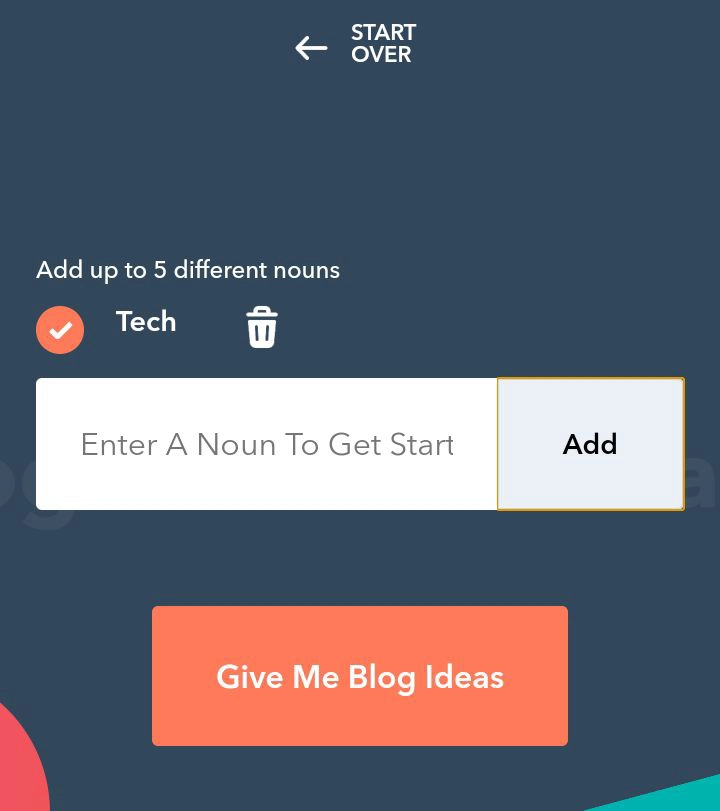 START
OVER
Add up to 5 different nouns
Tech
Enter A Noun To Get Start
Add
Give Me Blog Ideas